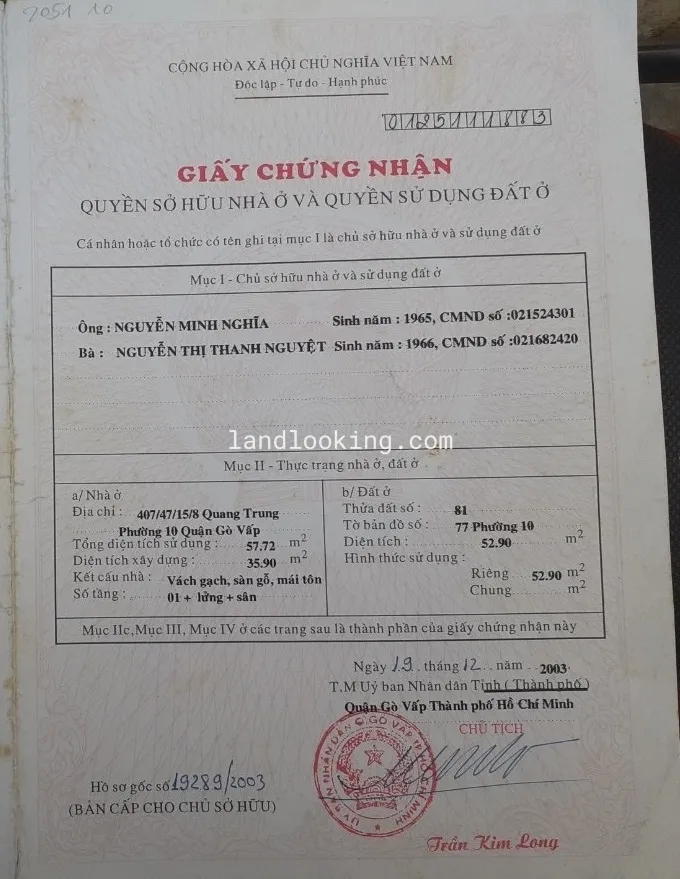 7051 10
CỘNG HÒA XÃ HỘI CHỦ NGHĨA VIỆT NAM
Độc lập - Tự do - Hạnh phúc
0125111883
GIẤY CHỨNG NHẬN
QUYỀN SỞ HỮU NHÀ Ở VÀ QUYỀN SỬ DỤNG ĐẤT Ở
Cá nhân hoặc tổ chức có tên ghi tại mục I là chủ sở hữu nhà ở và sử dụng đất ở
Mục I - Chủ sở hữu nhà ở và sử dụng đất ở
Ông : NGUYỄN MINH NGHĨA Sinh năm : 1965, CMND số :021524301
Bà : NGUYỄN THỊ THANH NGUYỆT Sinh năm : 1966, CMND số :021682420
landlooking.com
Mục II - Thực trạng nhà ở, đất ở
a/ Nhà ở
Địa chỉ : 407/47/15/8 Quang Trung
Phường 10 Quận Gò Vấp
Tổng diện tích sử dụng : 57.72 m2
Diện tích xây dựng : 35.90 m2
Kết cấu nhà : Vách gạch, sàn gỗ, mái tôn
Số tầng : 01 + lửng + sân
b/ Đất ở
Thửa đất số : 81
Tờ bản đồ số : 77 Phường 10
Diện tích : 52.90 m2
Hình thức sử dụng :
Riêng 52.90 m2
Chung m2
Mục IIc,Mục III, Mục IV ở các trang sau là thành phần của giấy chứng nhận này
Ngày 19 tháng 12 năm 2003
T.M Uỷ ban Nhân dân Tỉnh ( Thành phố )
Quận Gò Vấp Thành phố Hồ Chí Minh
CHỦ TỊCH
ỦY BAN NHÂN DÂN Q GÒ VẤP TP HỒ CHÍ MINH
Hồ sơ gốc số 19289/2003
(BẢN CẤP CHO CHỦ SỞ HỮU)
Trần Kim Long